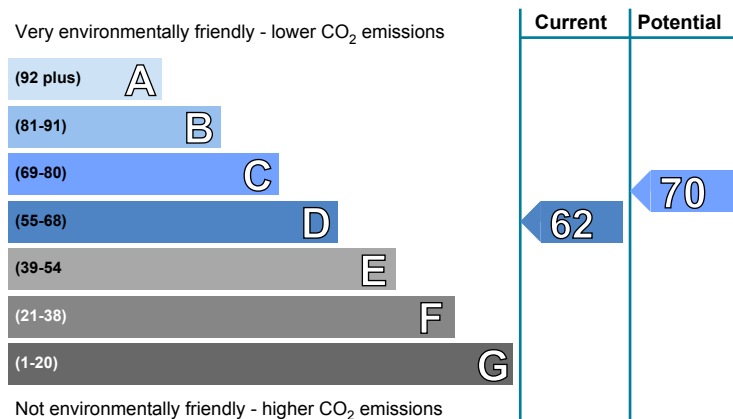 Current Potential
Very environmentally friendly - lower CO₂ emissions
(92 plus) A
(81-91) B
(69-80) C
70
(55-68) D
62
(39-54 E
(21-38) F
(1-20) G
Not environmentally friendly - higher CO₂ emissions